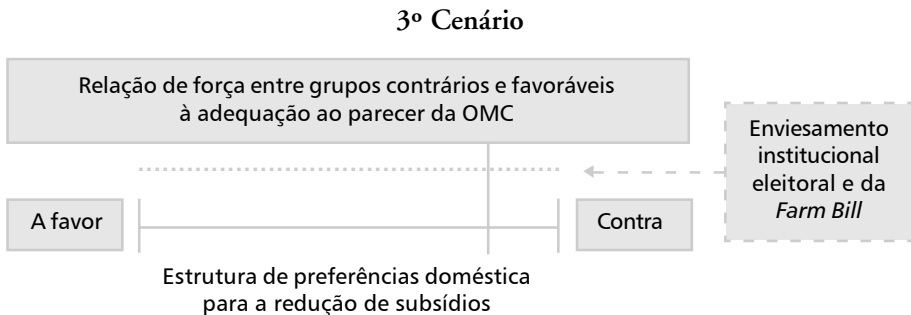 3º Cenário
Relação de força entre grupos contrários e favoráveis
à adequação ao parecer da OMC
Enviesamento
institucional
eleitoral e da
Farm Bill
A favor
Contra
Estrutura de preferências doméstica
para a redução de subsídios